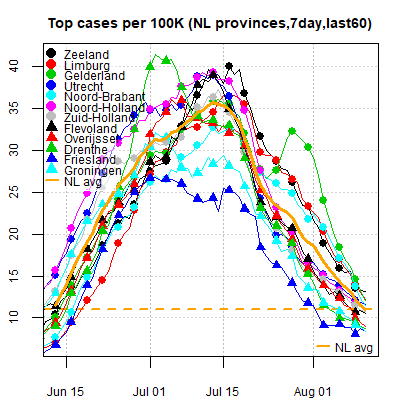 Top cases per 100K (NL provinces,7day,last60)
Zeeland
Limburg
Gelderland
Utrecht
Noord-Brabant
Noord-Holland
Zuid-Holland
Flevoland
Overijssel
Drenthe
Friesland
Groningen
NL avg
40
35
30
25
20
15
10
NL avg
Jun 15
Jul 01
Jul 15
Aug 01